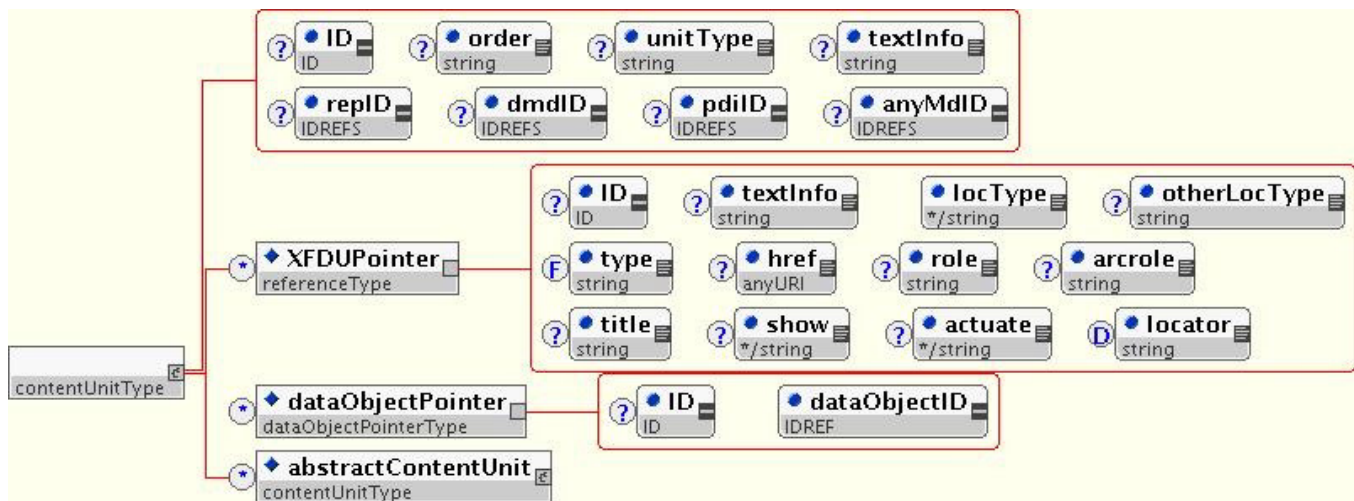 ? ID ? order ? unitType ? textInfo
ID string string string
? repID ? dmdID ? pdiID ? anyMdID
IDREFS IDREFS IDREFS IDREFS
? ID ? textInfo locType ? otherLocType
ID string */string string
* XFDUPointer F type ? href ? role ? arcrole
referenceType string anyURI string string
? title ? show ? actuate D locator
string */string */string string
contentUnitType
* dataObjectPointer ? ID dataObjectID
dataObjectPointerType ID IDREF
* abstractContentUnit
contentUnitType